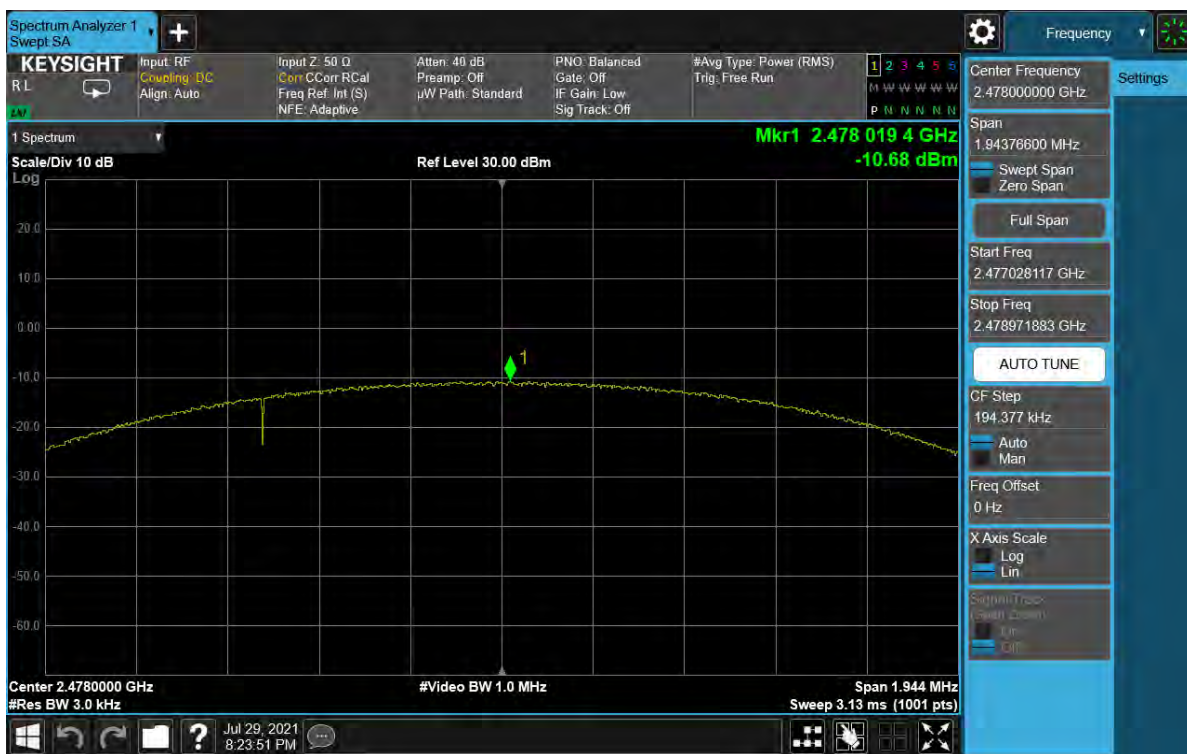 Spectrum Analyzer 1
Swept SA
Frequency
KEYSIGHT
R L
LNI
Input: RF
Coupling: DC
Align: Auto
Input Z: 50 Ω
Corr CCorr RCal
Freq Ref: Int (S)
NFE: Adaptive
Atten: 40 dB
Preamp: Off
µW Path: Standard
PNO: Balanced
Gate: Off
IF Gain: Low
Sig Track: Off
#Avg Type: Power (RMS)
Trig: Free Run
1 2 3 4 5 6
M W W W W W
P N N N N N
1 Spectrum
Scale/Div 10 dB
Log
Ref Level 30.00 dBm
Mkr1 2.478 019 4 GHz
-10.68 dBm
20.0
10.0
0.00
-10.0
-20.0
-30.0
-40.0
-50.0
-60.0
1
Center 2.4780000 GHz
#Res BW 3.0 kHz
#Video BW 1.0 MHz
Span 1.944 MHz
Sweep 3.13 ms (1001 pts)
Jul 29, 2021
8:23:51 PM
Center Frequency
2.478000000 GHz
Settings
Span
1.94376600 MHz
Swept Span
Zero Span
Full Span
Start Freq
2.477028117 GHz
Stop Freq
2.478971883 GHz
AUTO TUNE
CF Step
194.377 kHz
Auto
Man
Freq Offset
0 Hz
X Axis Scale
Log
Lin
Signal Track
(Span Zoom)
On
Off